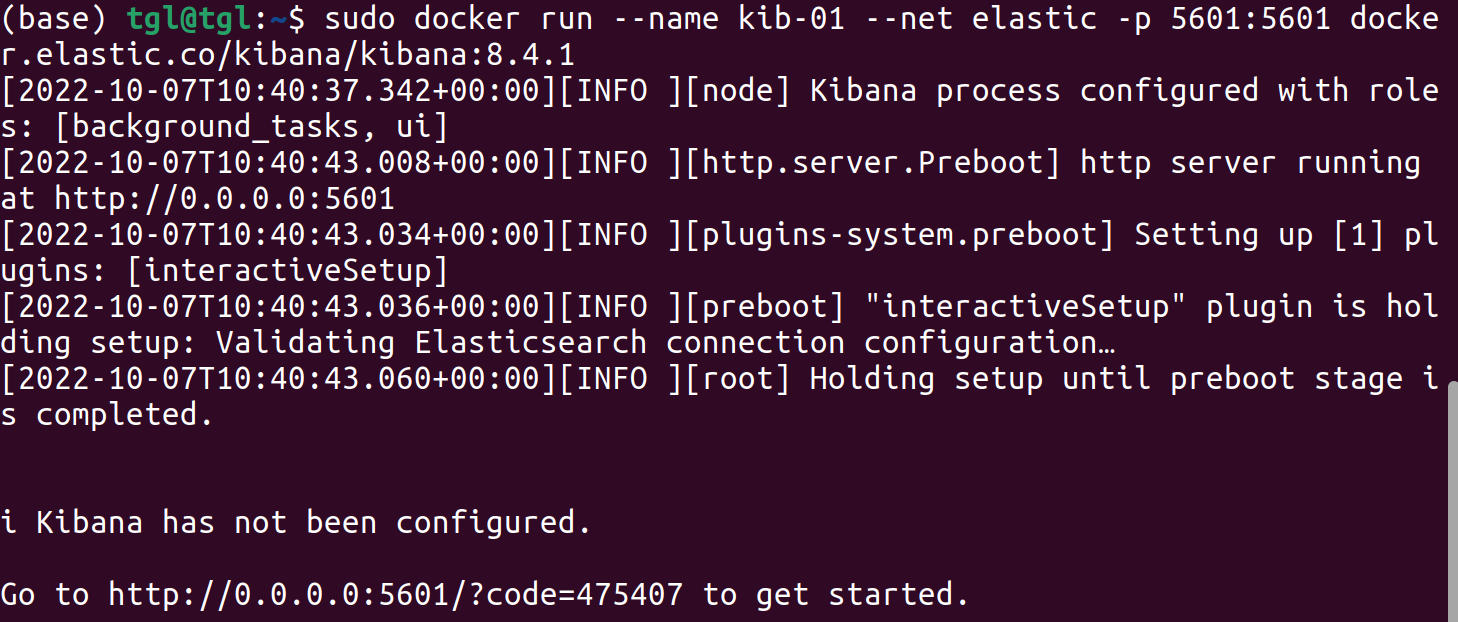 (base) tgl@tgl:~$ sudo docker run --name kib-01 --net elastic -p 5601:5601 docke
r.elastic.co/kibana/kibana:8.4.1
[2022-10-07T10:40:37.342+00:00][INFO ][node] Kibana process configured with role
s: [background_tasks, ui]
[2022-10-07T10:40:43.008+00:00][INFO ][http.server.Preboot] http server running
at http://0.0.0.0:5601
[2022-10-07T10:40:43.034+00:00][INFO ][plugins-system.preboot] Setting up [1] pl
ugins: [interactiveSetup]
[2022-10-07T10:40:43.036+00:00][INFO ][preboot] "interactiveSetup" plugin is hol
ding setup: Validating Elasticsearch connection configuration…
[2022-10-07T10:40:43.060+00:00][INFO ][root] Holding setup until preboot stage i
s completed.
i Kibana has not been configured.
Go to http://0.0.0.0:5601/?code=475407 to get started.